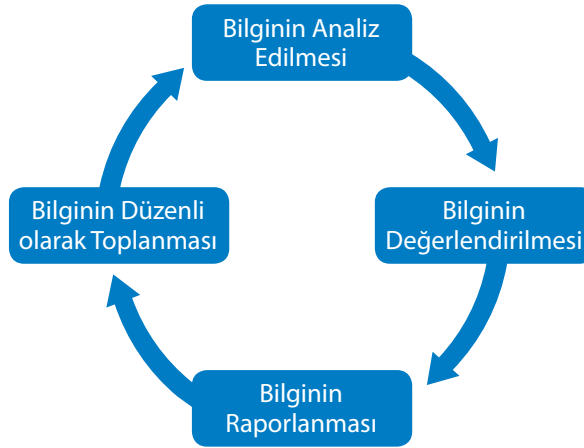 Bilginin Analiz
Edilmesi
Bilginin Düzenli
olarak Toplanması
Bilginin
Değerlendirilmesi
Bilginin
Raporlanması